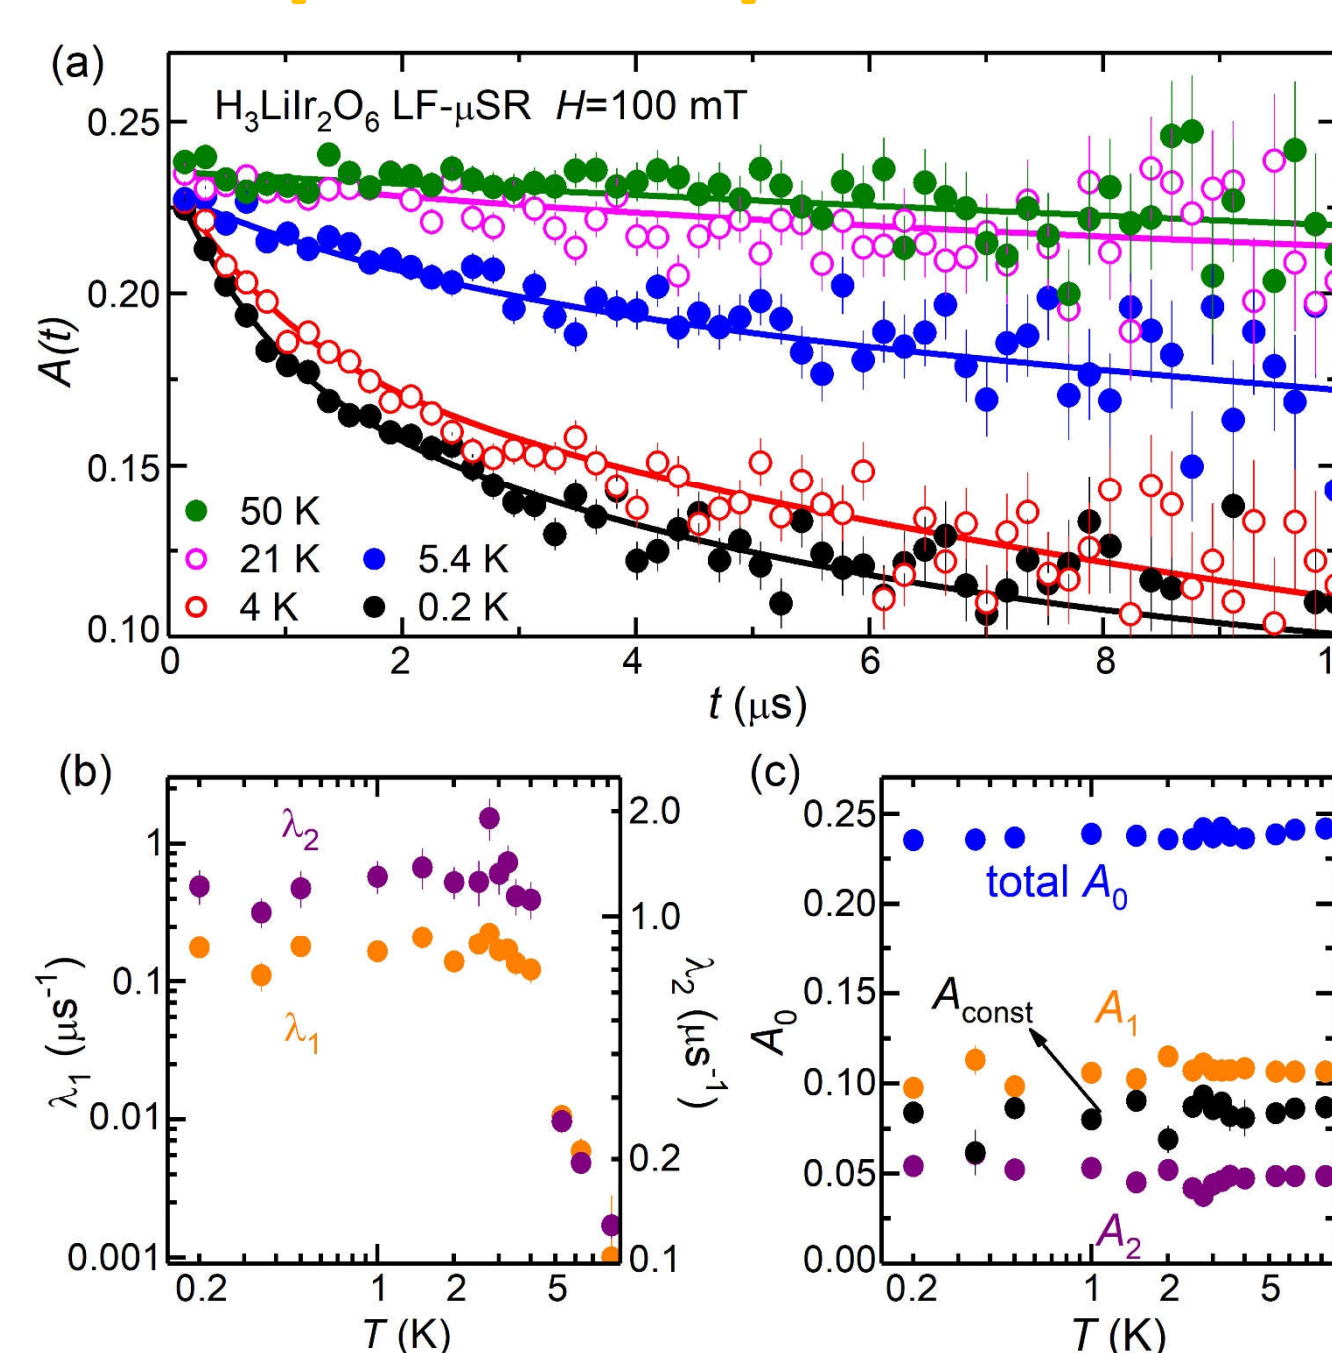 (a)
H₃LiIr₂O₆ LF-μSR H=100 mT
0.25
0.20
0.15
0.10
A(t)
50 K
21 K
5.4 K
4 K
0.2 K
0 2 4 6 8 1
t (μs)
(b)
λ₂
λ₁
1
0.1
0.01
0.001
λ₁ (μs⁻¹)
2.0
1.0
0.2
0.1
λ₂ (μs⁻¹)
0.2 1 2 5
T (K)
(c)
0.25
0.20
0.15
0.10
0.05
0.00
A₀
total A₀
A_const
A₁
A₂
0.2 1 2 5
T (K)